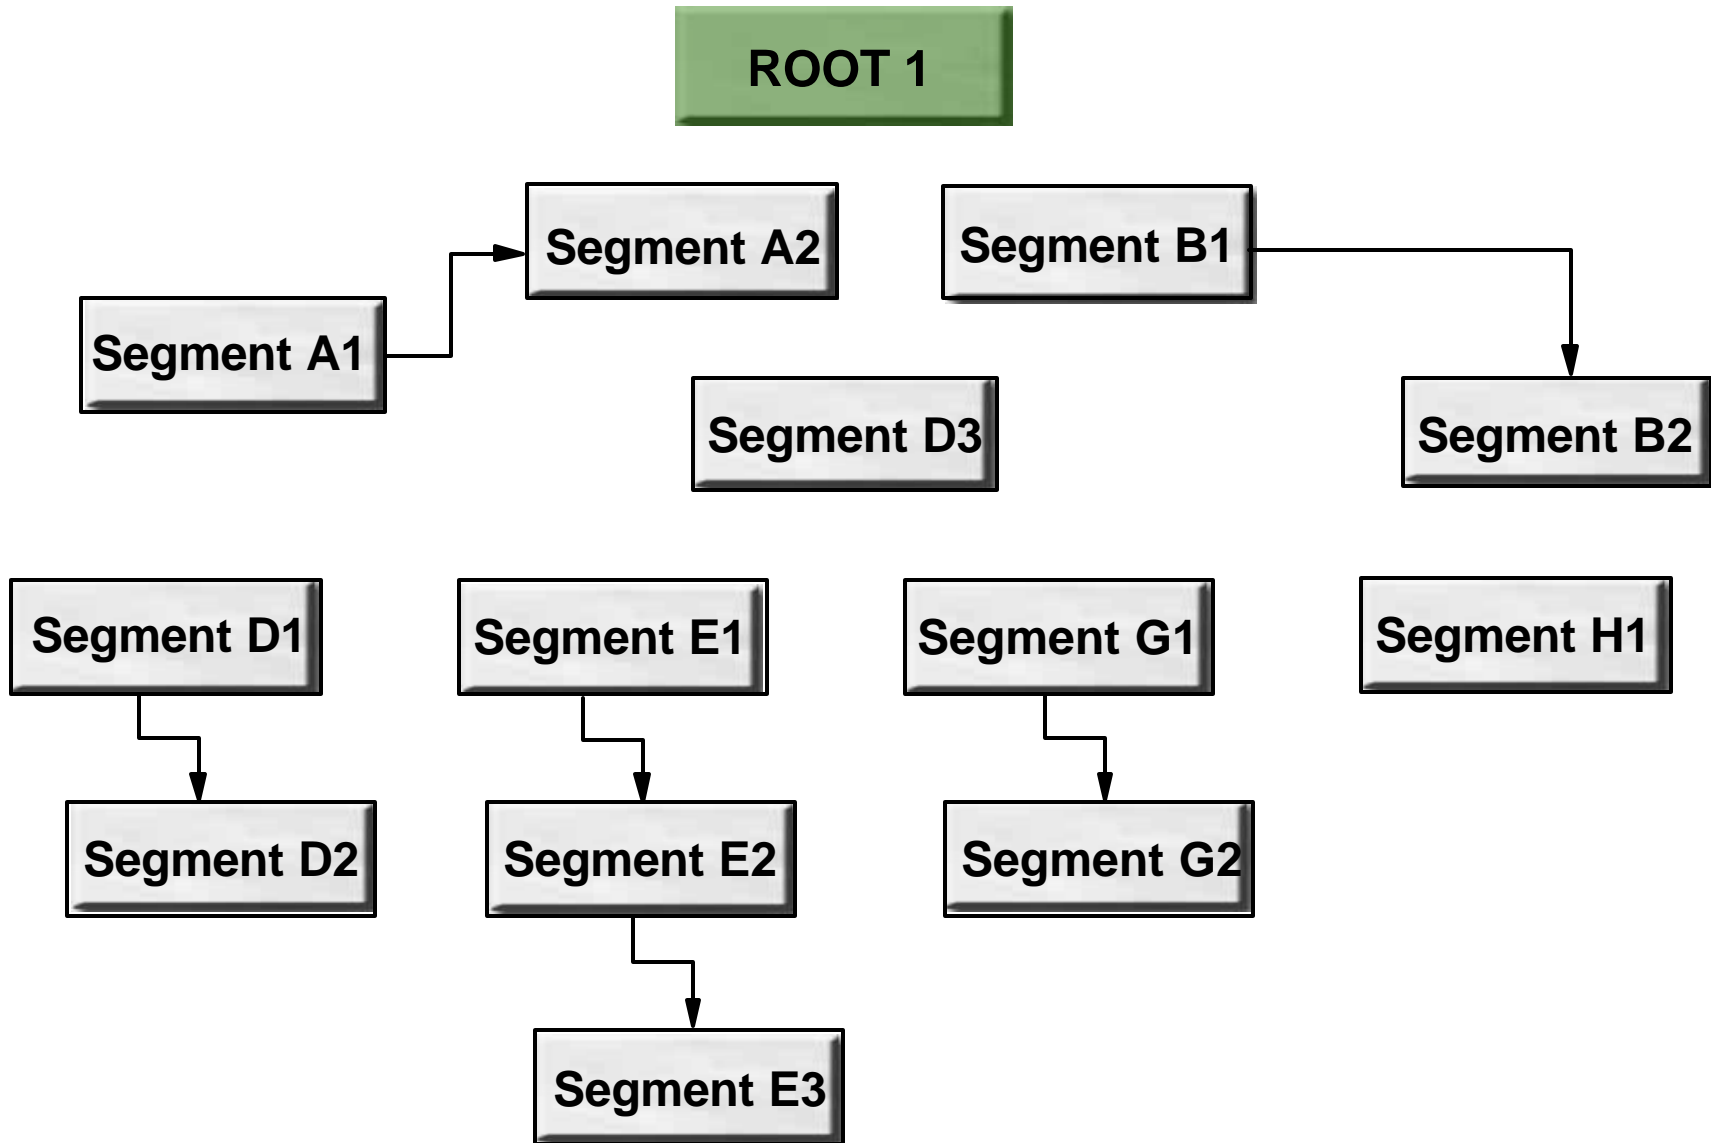 ROOT 1
Segment A2
Segment B1
Segment A1
Segment D3
Segment B2
Segment D1
Segment E1
Segment G1
Segment H1
Segment D2
Segment E2
Segment G2
Segment E3